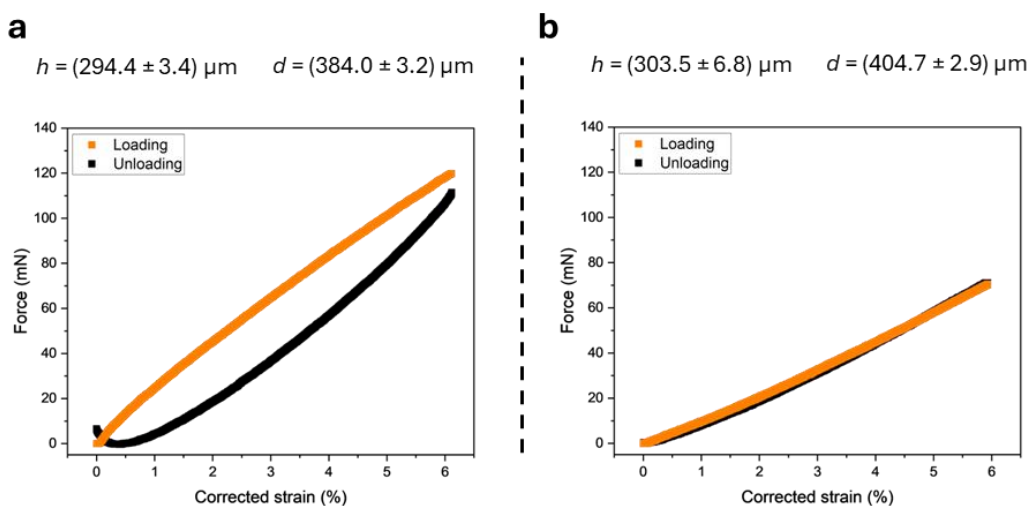 a
h = (294.4 ± 3.4) µm d = (384.0 ± 3.2) µm
Loading
Unloading
140
120
100
80
60
40
20
0
Force (mN)
0 1 2 3 4 5 6
Corrected strain (%)
b
h = (303.5 ± 6.8) µm d = (404.7 ± 2.9) µm
Loading
Unloading
140
120
100
80
60
40
20
0
Force (mN)
0 1 2 3 4 5 6
Corrected strain (%)